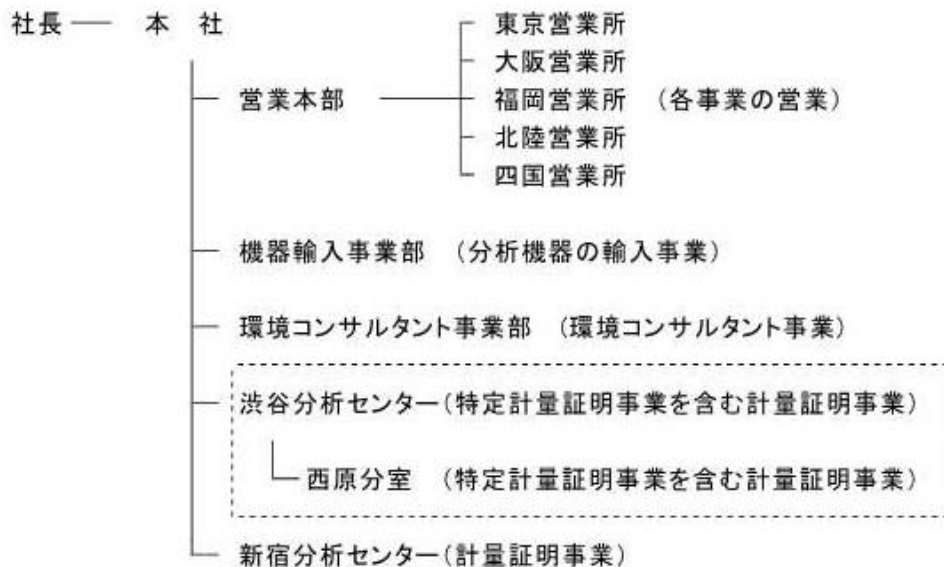 社長 本 社
東京営業所
大阪営業所
営業本部 福岡営業所 (各事業の営業)
北陸営業所
四国営業所
機器輸入事業部 (分析機器の輸入事業)
環境コンサルタント事業部 (環境コンサルタント事業)
渋谷分析センター(特定計量証明事業を含む計量証明事業)
西原分室 (特定計量証明事業を含む計量証明事業)
新宿分析センター(計量証明事業)